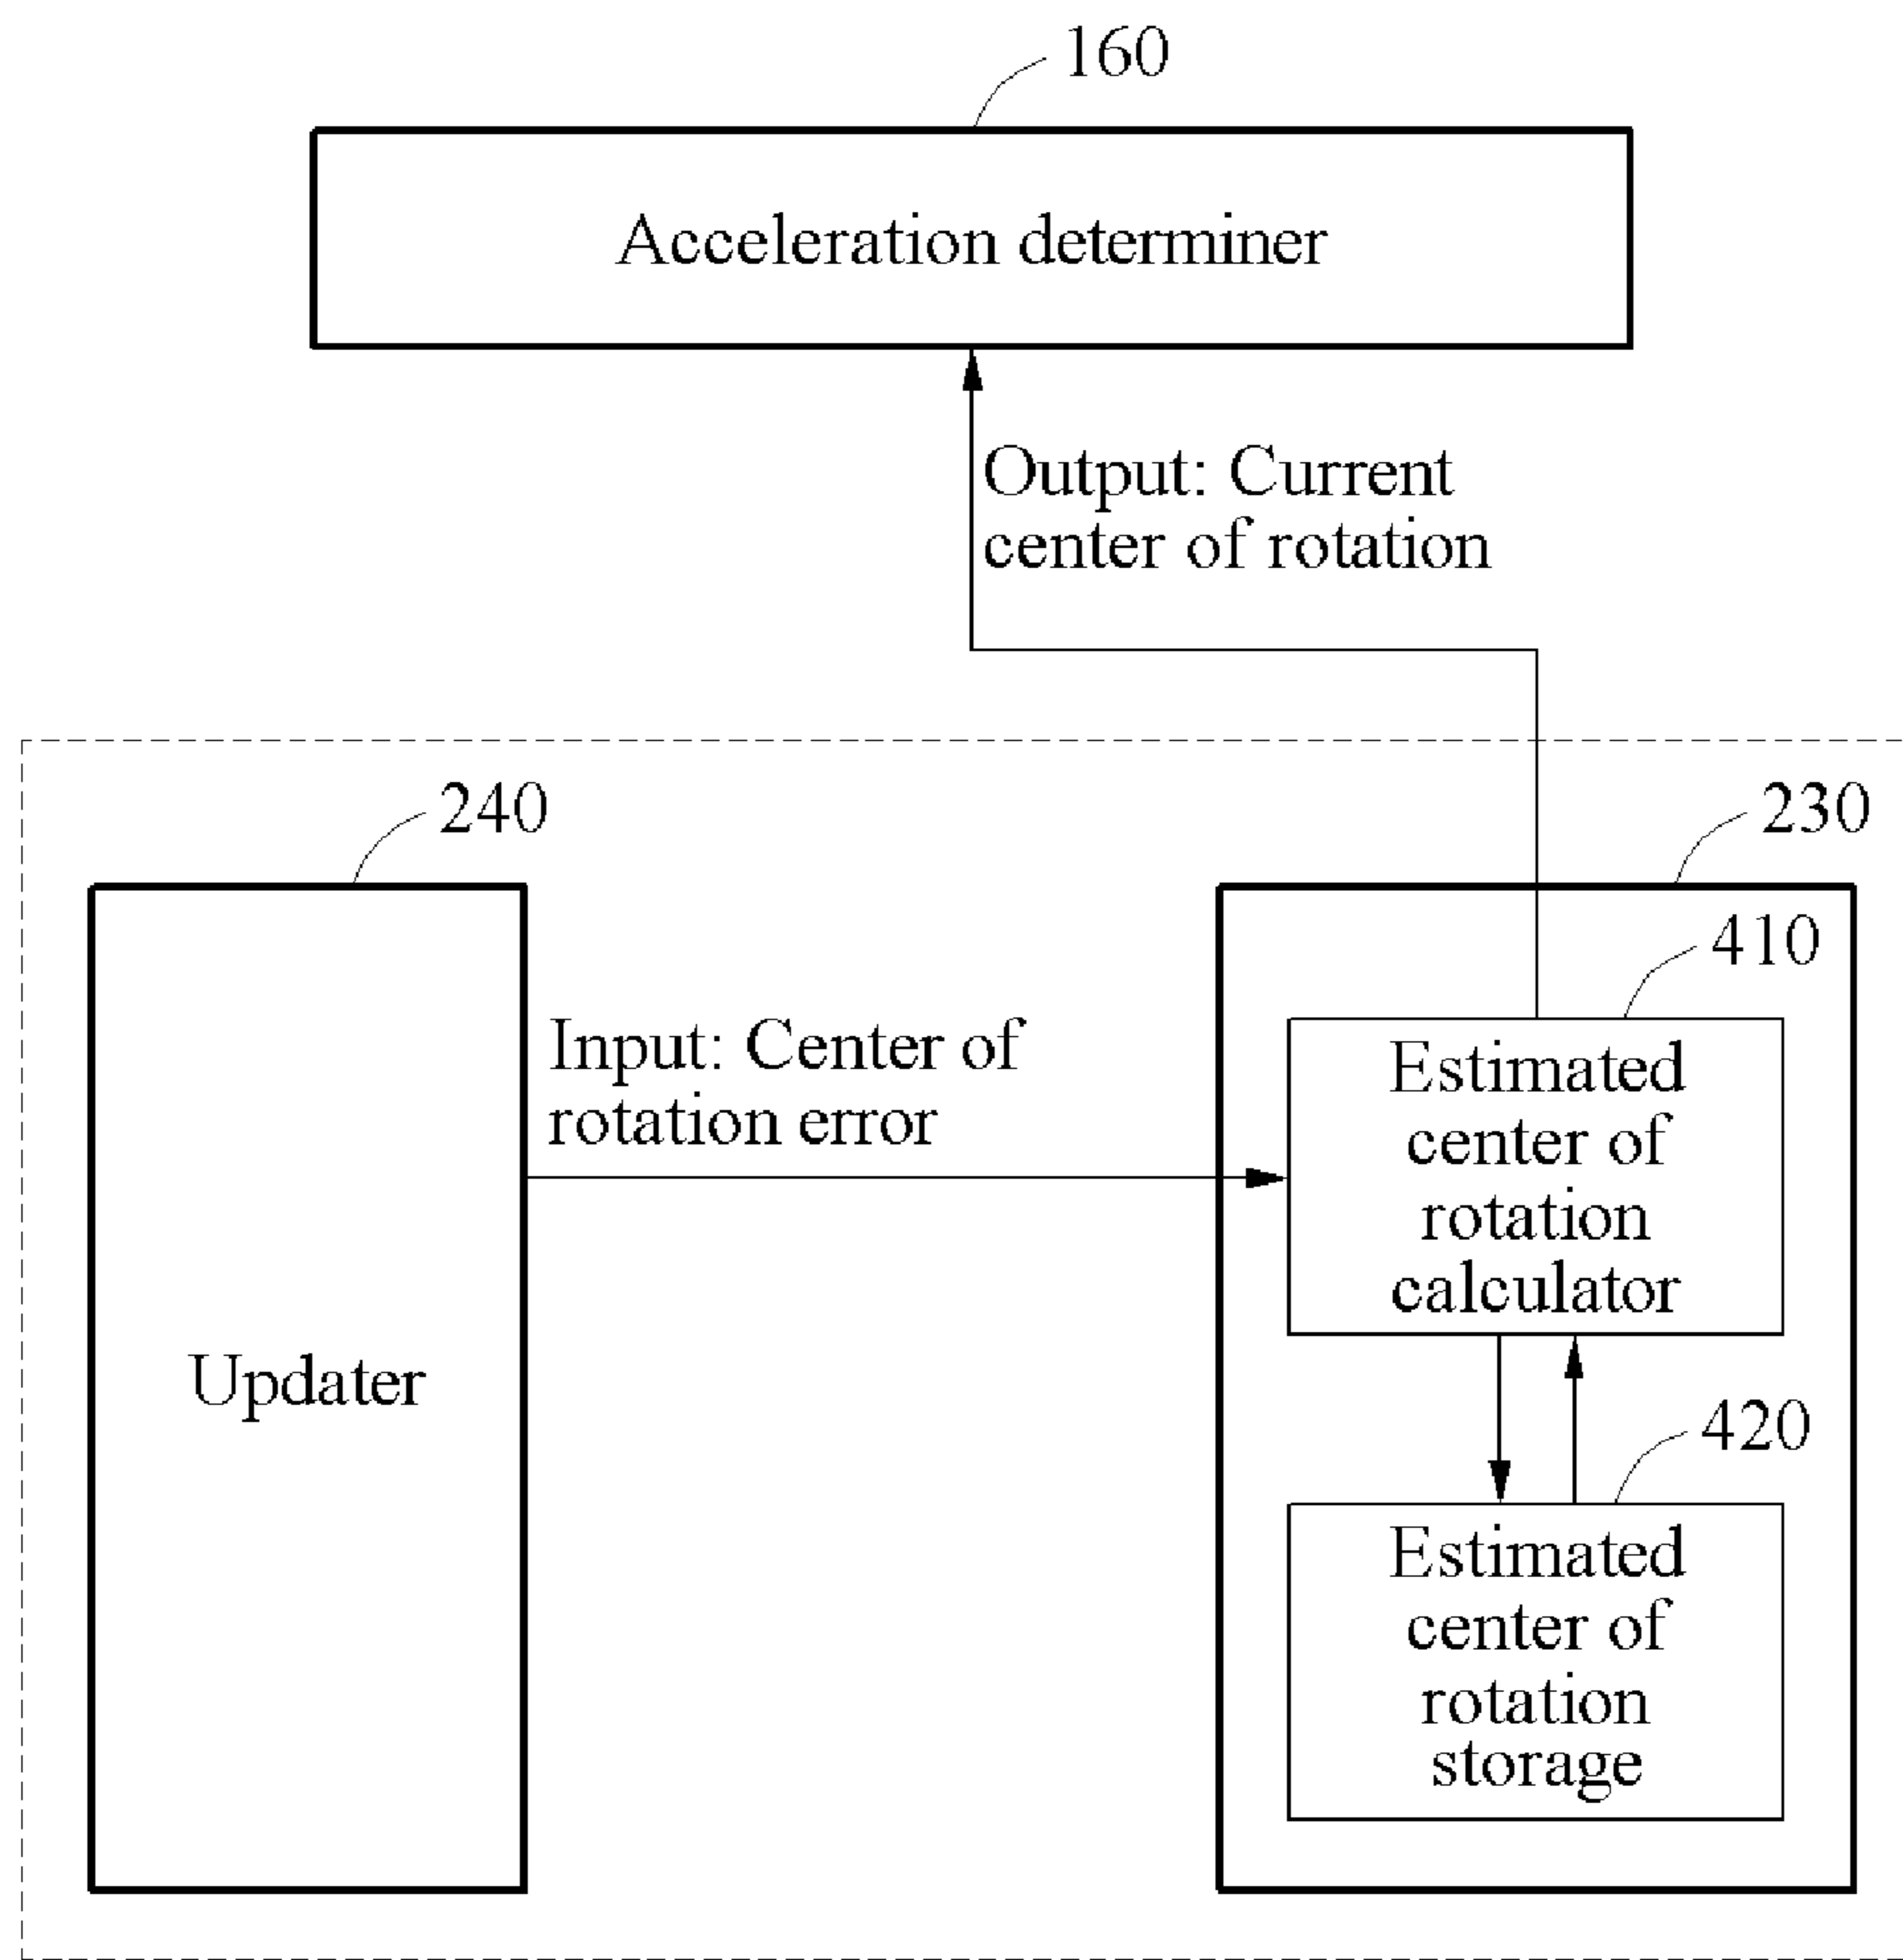 160
Acceleration determiner
Output: Current
center of rotation
240
230
410
Input: Center of
rotation error
Estimated
center of
rotation
calculator
Updater
420
Estimated
center of
rotation
storage